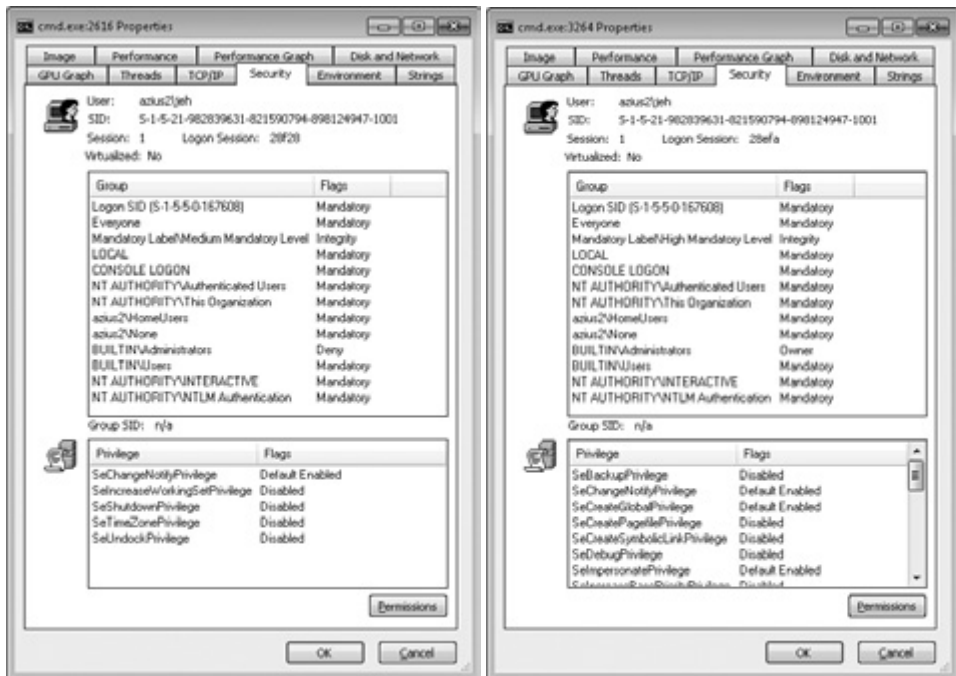 cmd.exe:2616 Properties
Image Performance Performance Graph Disk and Network
GPU Graph Threads TCP/IP Security Environment Strings
User: azius2\jeh
SID: S-1-5-21-982839631-821590794-898124947-1001
Session: 1 Logon Session: 28f28
Virtualized: No
Group Flags
Logon SID (S-1-5-5-0-167608) Mandatory
Everyone Mandatory
Mandatory Label\Medium Mandatory Level Integrity
LOCAL Mandatory
CONSOLE LOGON Mandatory
NT AUTHORITY\Authenticated Users Mandatory
NT AUTHORITY\This Organization Mandatory
azius2\HomeUsers Mandatory
azius2\None Mandatory
BUILTIN\Administrators Deny
BUILTIN\Users Mandatory
NT AUTHORITY\INTERACTIVE Mandatory
NT AUTHORITY\NTLM Authentication Mandatory
Group SID: n/a
Privilege Flags
SeChangeNotifyPrivilege Default Enabled
SeIncreaseWorkingSetPrivilege Disabled
SeShutdownPrivilege Disabled
SeTimeZonePrivilege Disabled
SeUndockPrivilege Disabled
Permissions
OK Cancel
cmd.exe:3264 Properties
Image Performance Performance Graph Disk and Network
GPU Graph Threads TCP/IP Security Environment Strings
User: azius2\jeh
SID: S-1-5-21-982839631-821590794-898124947-1001
Session: 1 Logon Session: 28efa
Virtualized: No
Group Flags
Logon SID (S-1-5-5-0-167608) Mandatory
Everyone Mandatory
Mandatory Label\High Mandatory Level Integrity
LOCAL Mandatory
CONSOLE LOGON Mandatory
NT AUTHORITY\Authenticated Users Mandatory
NT AUTHORITY\This Organization Mandatory
azius2\HomeUsers Mandatory
azius2\None Mandatory
BUILTIN\Administrators Owner
BUILTIN\Users Mandatory
NT AUTHORITY\INTERACTIVE Mandatory
NT AUTHORITY\NTLM Authentication Mandatory
Group SID: n/a
Privilege Flags
SeBackupPrivilege Disabled
SeChangeNotifyPrivilege Default Enabled
SeCreateGlobalPrivilege Default Enabled
SeCreatePagefilePrivilege Disabled
SeCreateSymbolicLinkPrivilege Disabled
SeDebugPrivilege Disabled
SeImpersonatePrivilege Default Enabled
Permissions
OK Cancel